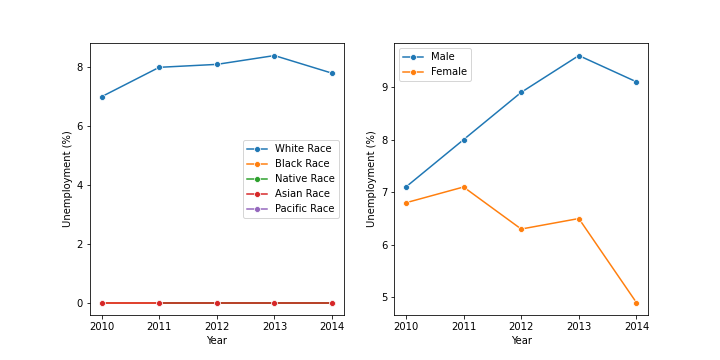 8
6
4
2
0
Unemployment (%)
White Race
Black Race
Native Race
Asian Race
Pacific Race
2010 2011 2012 2013 2014
Year
Male
Female
9
8
7
6
5
Unemployment (%)
2010 2011 2012 2013 2014
Year